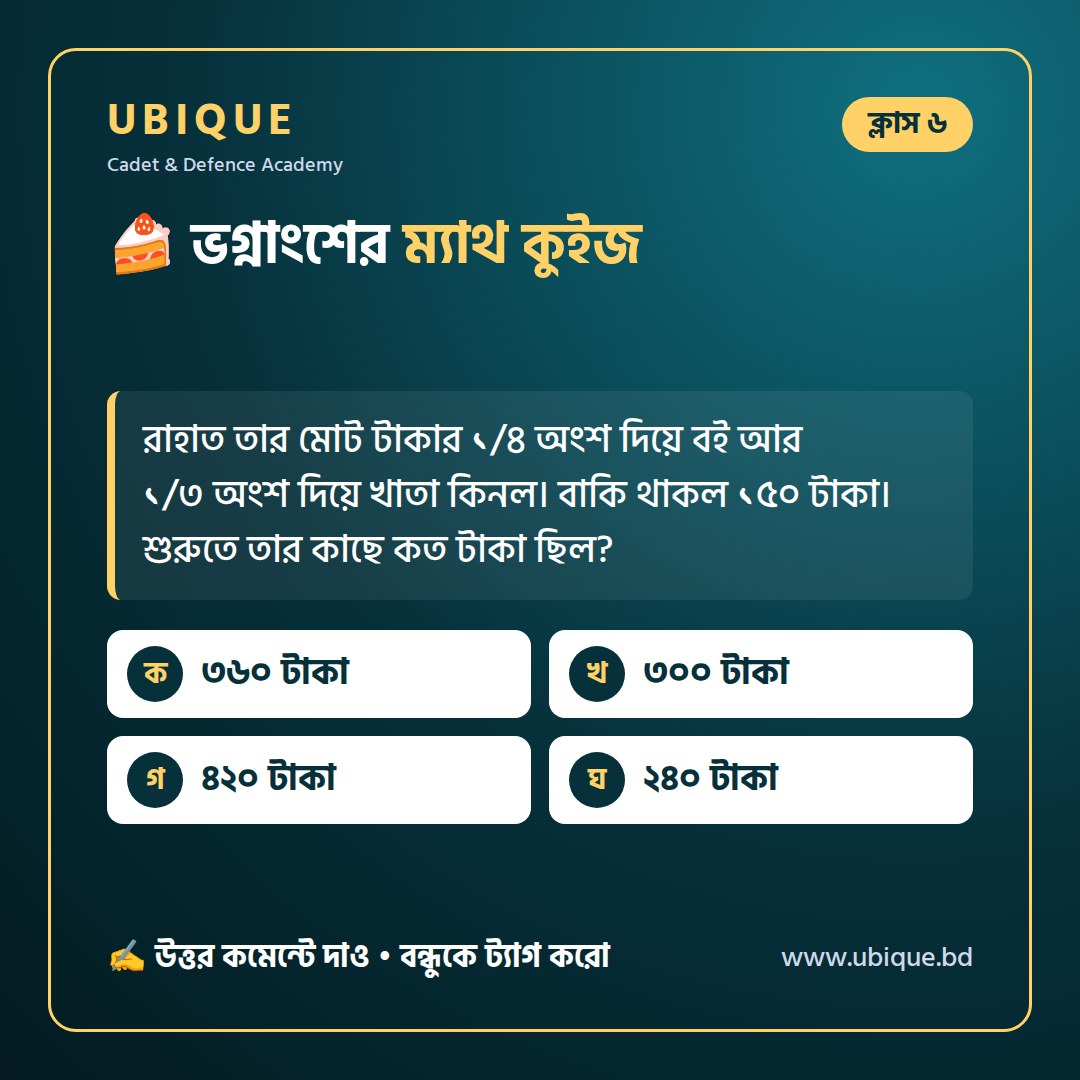 UBIQUE
Cadet & Defence Academy
ক্লাস ৬
🍰 ভগ্নাংশের ম্যাথ কুইজ
রাহাত তার মোট টাকার ১/৪ অংশ দিয়ে বই আর
১/৩ অংশ দিয়ে খাতা কিনল। বাকি থাকল ১৫০ টাকা।
শুরুতে তার কাছে কত টাকা ছিল?
ক ৩৬০ টাকা
খ ৩০০ টাকা
গ ৪২০ টাকা
ঘ ২৪০ টাকা
✍️ উত্তর কমেন্টে দাও • বন্ধুকে ট্যাগ করো
www.ubique.bd